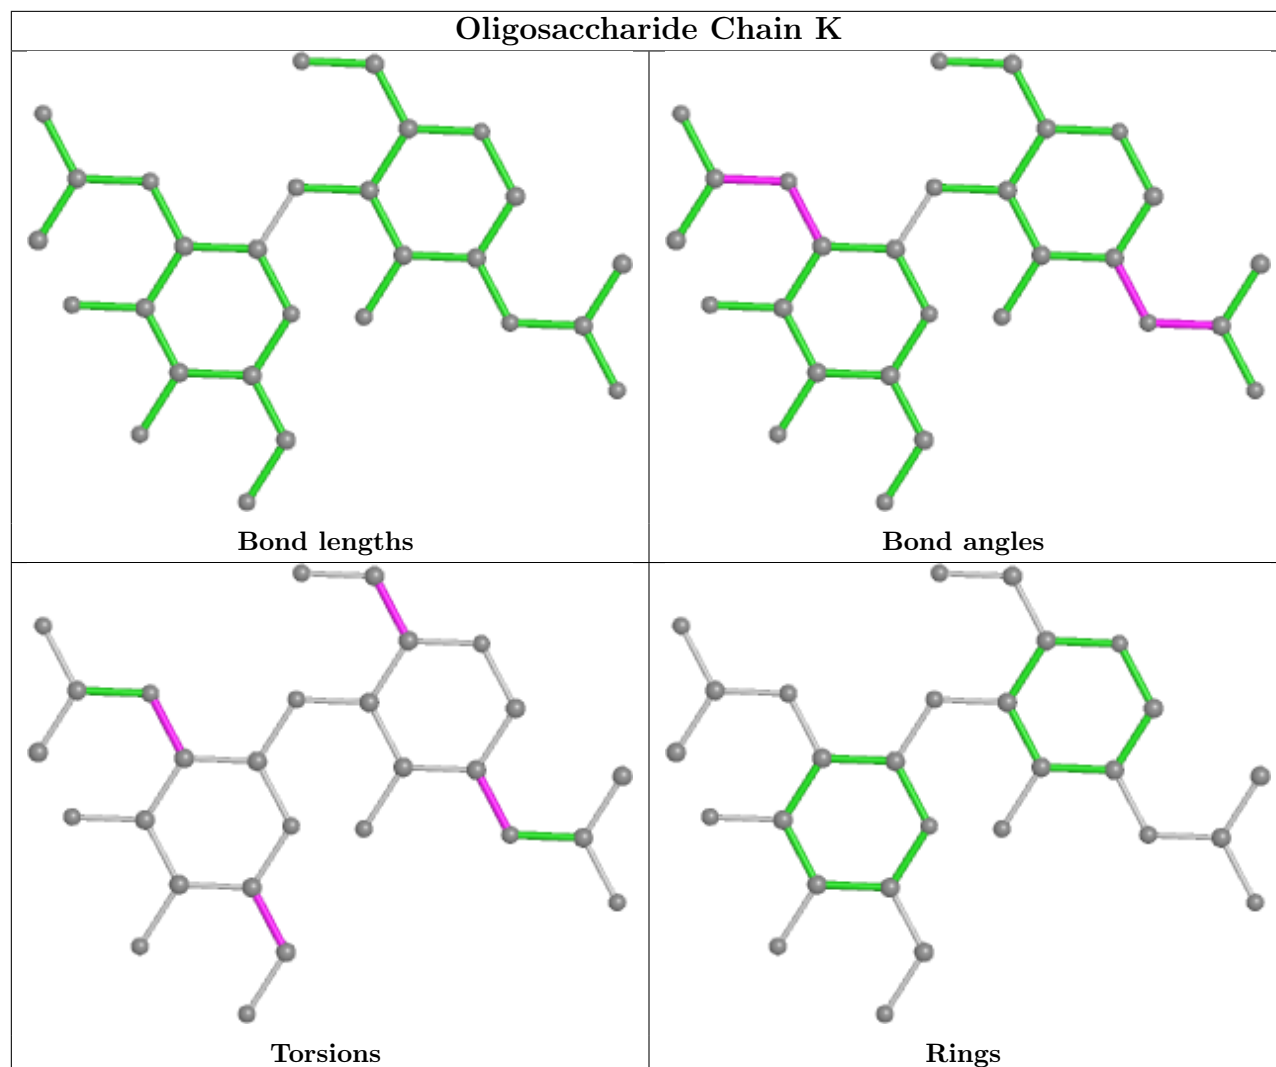 Oligosaccharide Chain K
Bond lengths
Bond angles
Torsions
Rings